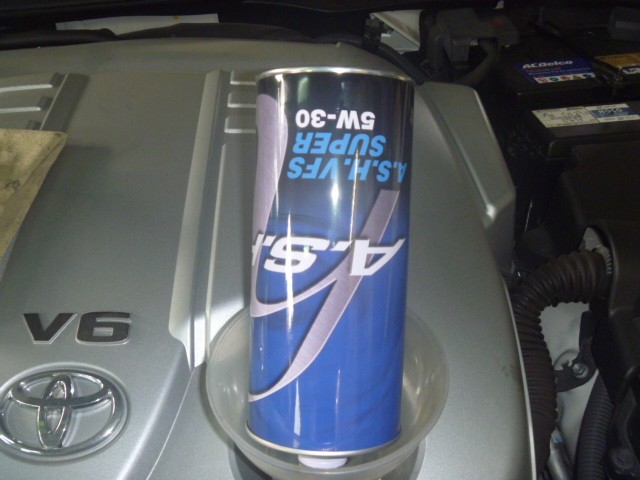 A.S.H
A.S.H.VFS
SUPER
5W-30
V6
ACDelco